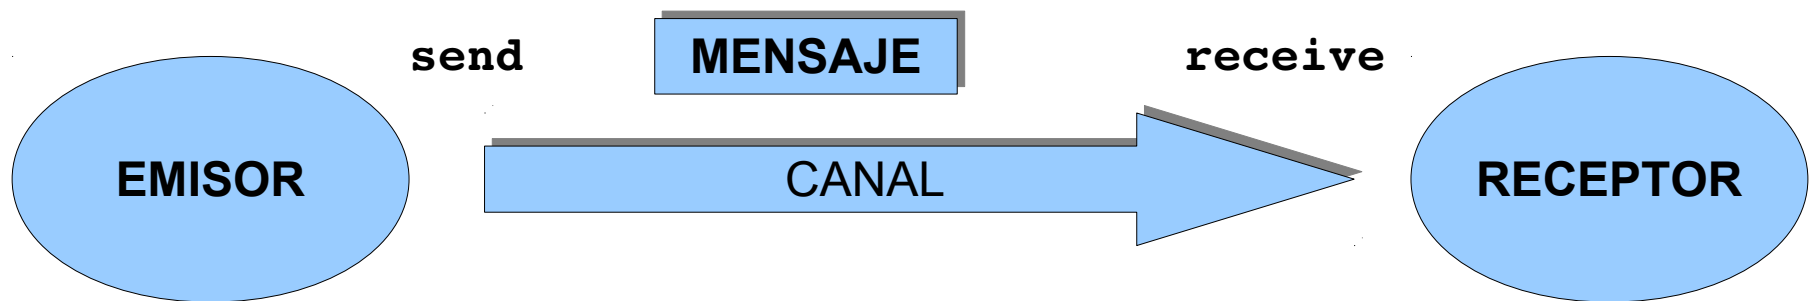 send
MENSAJE
receive
EMISOR
CANAL
RECEPTOR